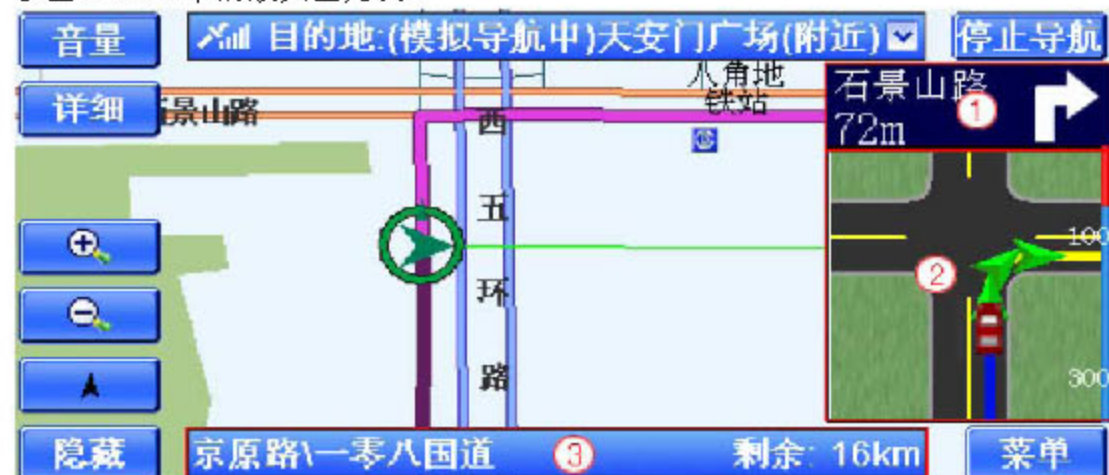 音量
目的地:(模拟导航中)天安门广场(附近)
停止导航
详细
石景山路
八角地
铁站
西
五
环
路
石景山路
72m
①
②
100
300
隐藏
京原路\一零八国道
③
剩余: 16km
菜单